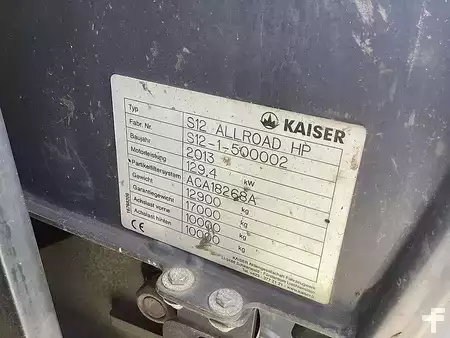 KAISER
Typ S12 ALLROAD HP
Fabr. Nr. S12-1-500002
Baujahr 2013
Motorleistung 129,4 kW
Partikelfiltersystem ACA18268A
Gewicht 12900 kg
Garantiegewicht 17000 kg
Achslast vorne 10000 kg
Achslast hinten 10000 kg
CE
KAISER